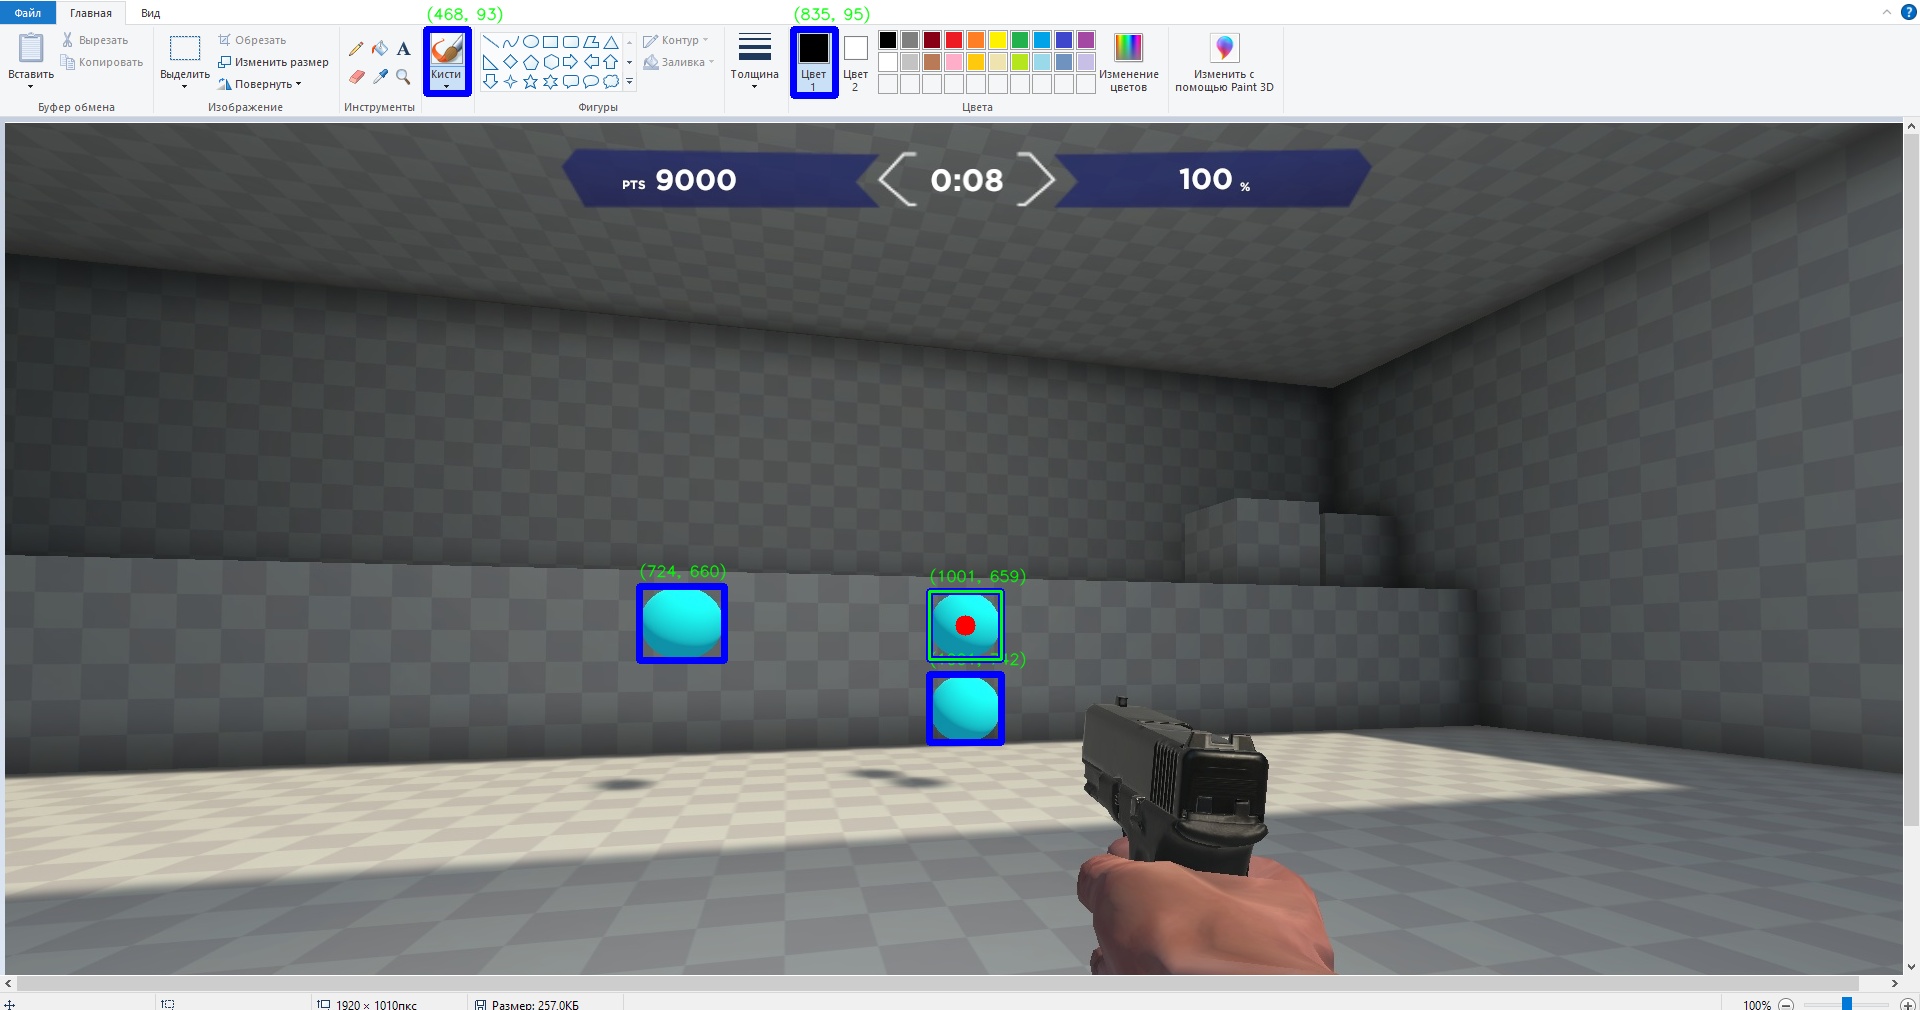 (468, 93)
(835, 95)
Файл
Главная
Вид
Вставить
Вырезать
Копировать
Буфер обмена
Выделить
Обрезать
Изменить размер
Повернуть
Изображение
A
Инструменты
Кисти
Контур
Заливка
Фигуры
Толщина
Цвет
1
Цвет
2
Изменение
цветов
Цвета
Изменить с
помощью Paint 3D
PTS 9000
0:08
100 %
(724, 660)
(1001, 659)
1920 × 1010пкс
Размер: 257,0КБ
100%